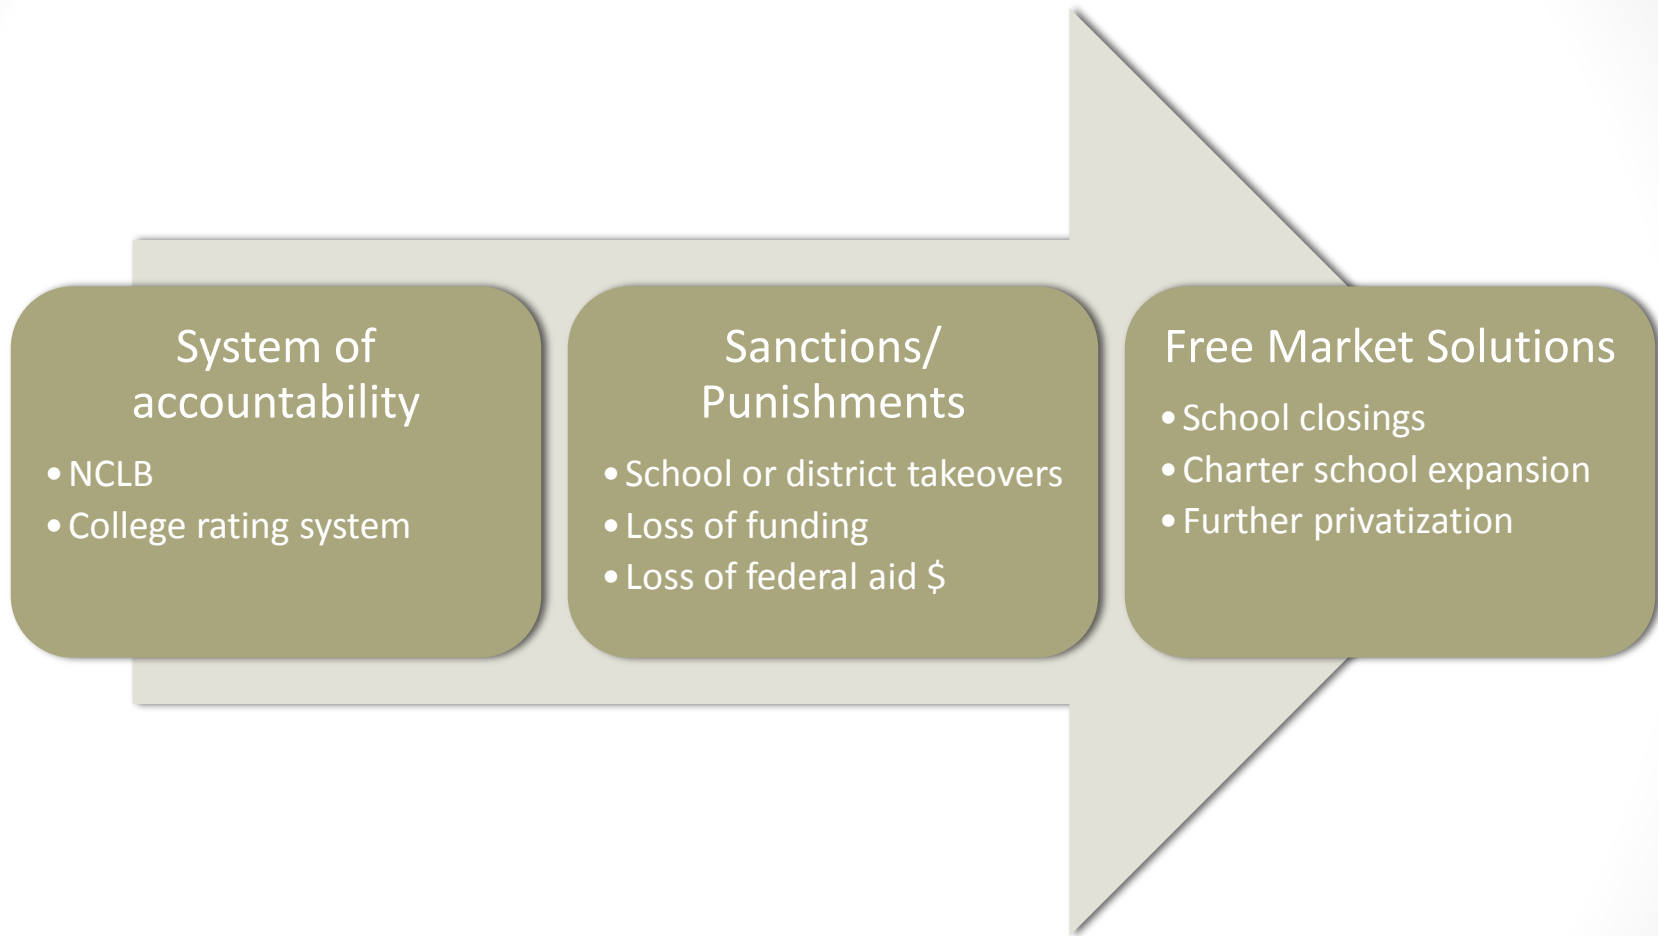 System of
accountability
•NCLB
•College rating system
Sanctions/
Punishments
•School or district takeovers
•Loss of funding
•Loss of federal aid $
Free Market Solutions
•School closings
•Charter school expansion
•Further privatization